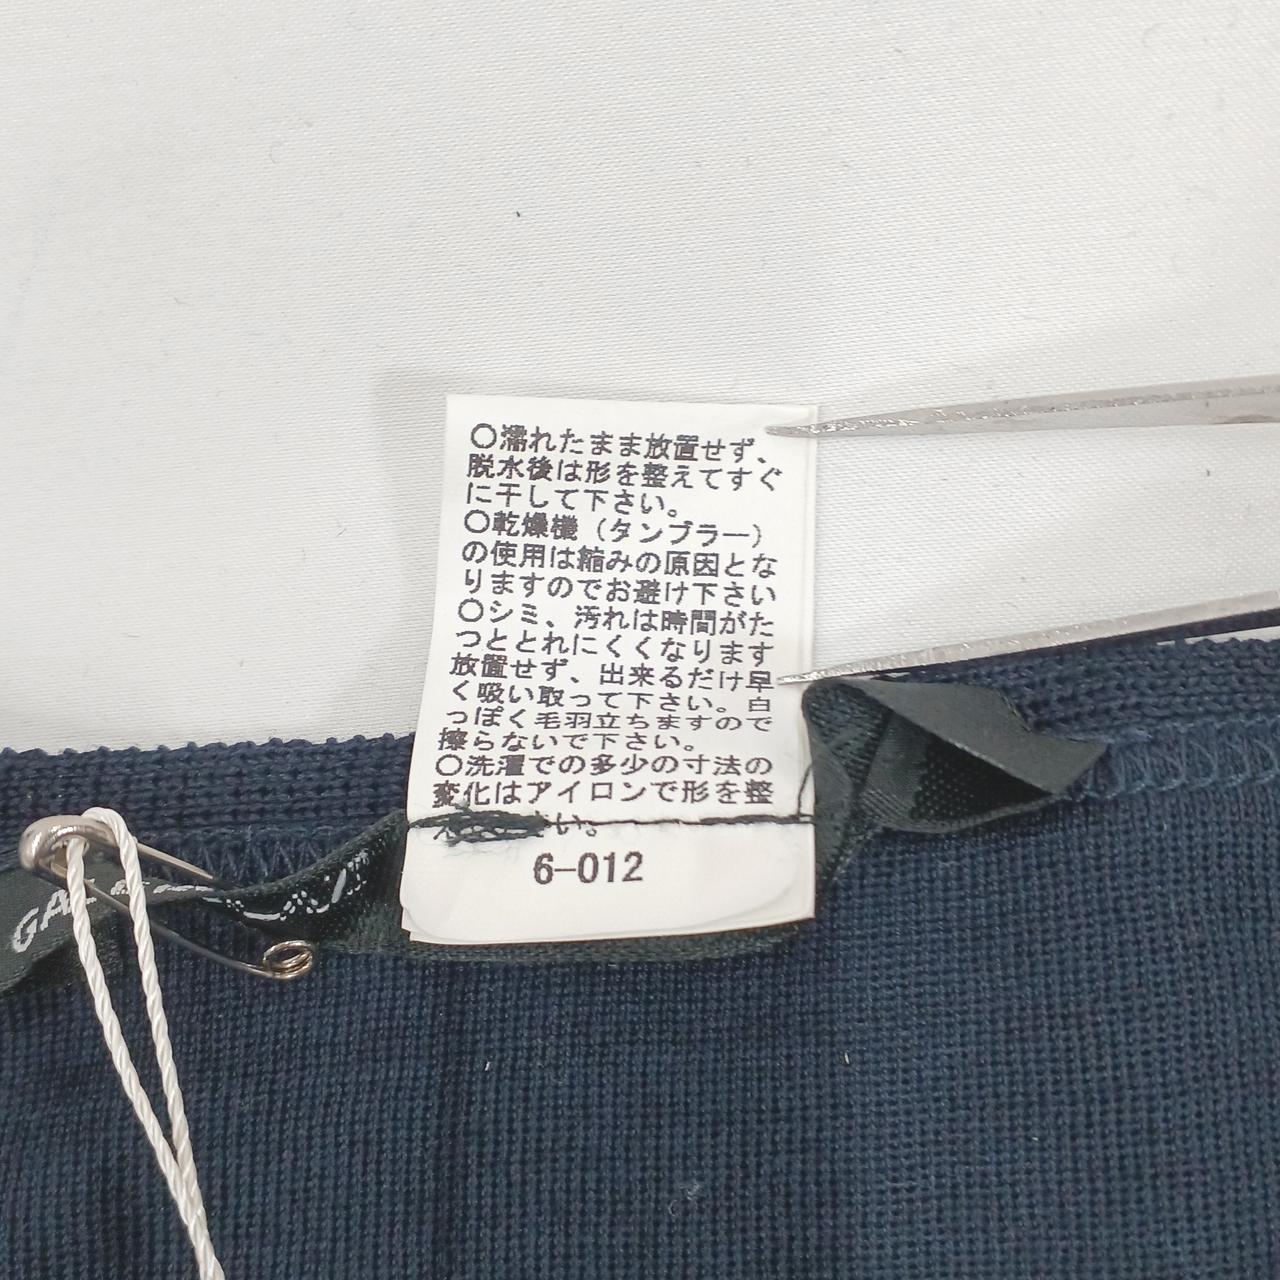 ○濡れたまま放置せず、
脱水後は形を整えてすぐ
に干して下さい。
○乾燥機（タンブラー）
の使用は縮みの原因とな
りますのでお避け下さい
○シミ、汚れは時間がた
つととれにくくなります
放置せず、出来るだけ早
く吸い取って下さい。白
っぽく毛羽立ちますので
擦らないで下さい。
○洗濯での多少の寸法の
変化はアイロンで形を整
い。
6-012